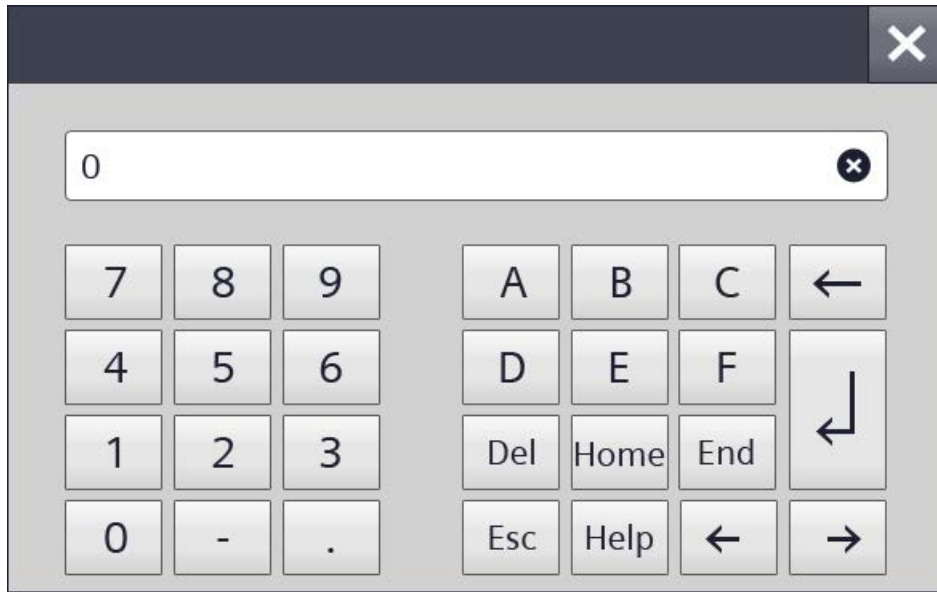 0
7 8 9 A B C ←
4 5 6 D E F ↵
1 2 3 Del Home End
0 - . Esc Help ← →